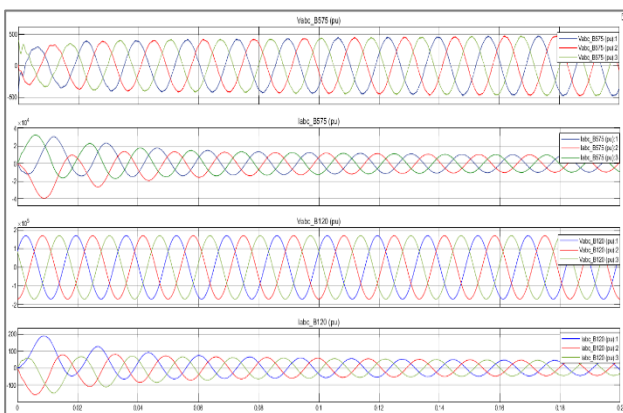 Vabc_B575 (pu)
500
0
-500
Vabc_B575 (pu):1
Vabc_B575 (pu):2
Vabc_B575 (pu):3
Iabc_B575 (pu)
×10⁴
4
2
0
-2
-4
Iabc_B575 (pu):1
Iabc_B575 (pu):2
Iabc_B575 (pu):3
Vabc_B120 (pu)
×10⁵
2
1
0
-1
-2
Vabc_B120 (pu):1
Vabc_B120 (pu):2
Vabc_B120 (pu):3
Iabc_B120 (pu)
200
100
0
-100
Iabc_B120 (pu):1
Iabc_B120 (pu):2
Iabc_B120 (pu):3
0 0.02 0.04 0.06 0.08 0.1 0.12 0.14 0.16 0.18 0.2